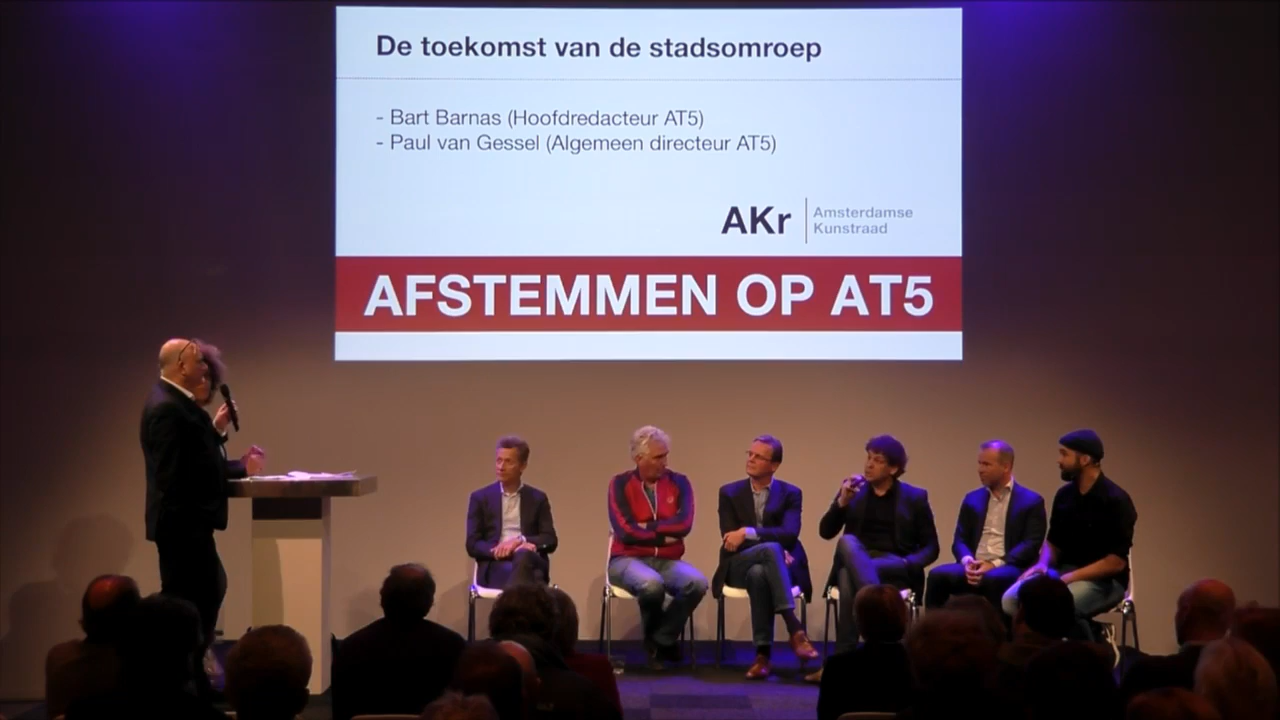 De toekomst van de stadsomroep
- Bart Barnas (Hoofdredacteur AT5)
- Paul van Gessel (Algemeen directeur AT5)
AKr
Amsterdamse
Kunstraad
AFSTEMMEN OP AT5